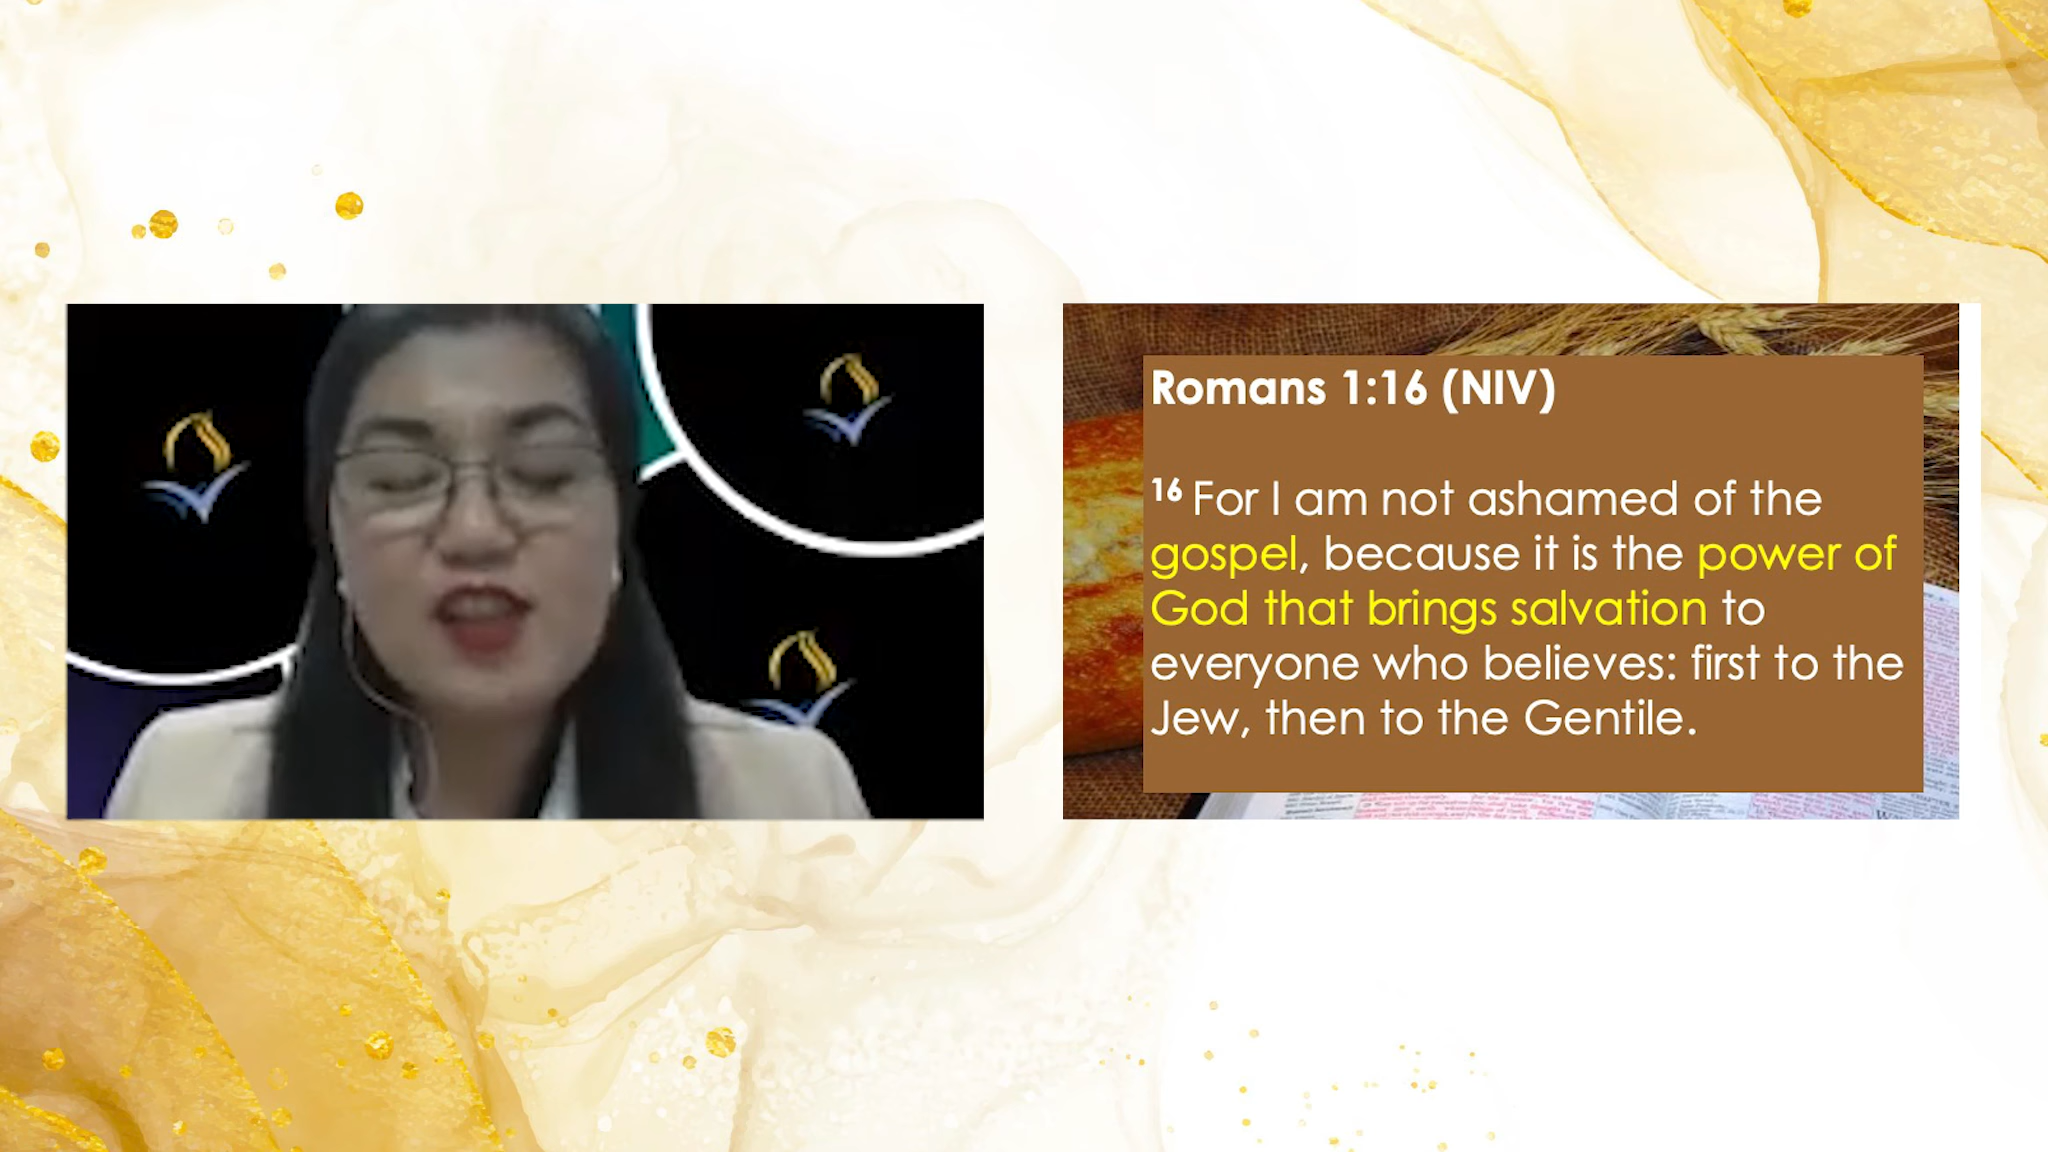 Romans 1:16 (NIV)
16 For I am not ashamed of the
gospel, because it is the power of
God that brings salvation to
everyone who believes: first to the
Jew, then to the Gentile.